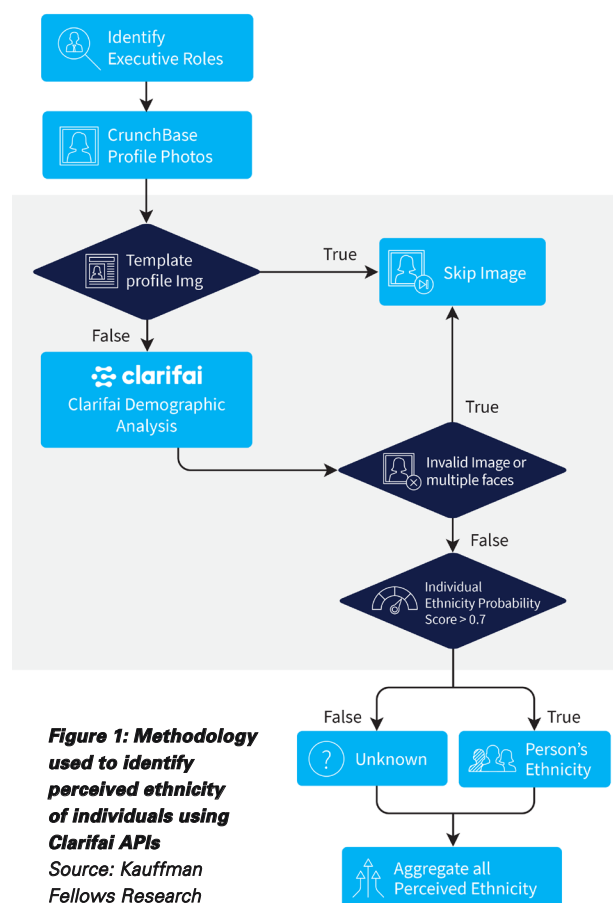 Identify
Executive Roles
CrunchBase
Profile Photos
Template
profile Img
True
Skip Image
False
clarifai
Clarifai Demographic
Analysis
True
Invalid Image or
multiple faces
False
Individual
Ethnicity Probability
Score > 0.7
False
True
Unknown
Person's
Ethnicity
Aggregate all
Perceived Ethnicity
Figure 1: Methodology
used to identify
perceived ethnicity
of individuals using
Clarifai APIs
Source: Kauffman
Fellows Research